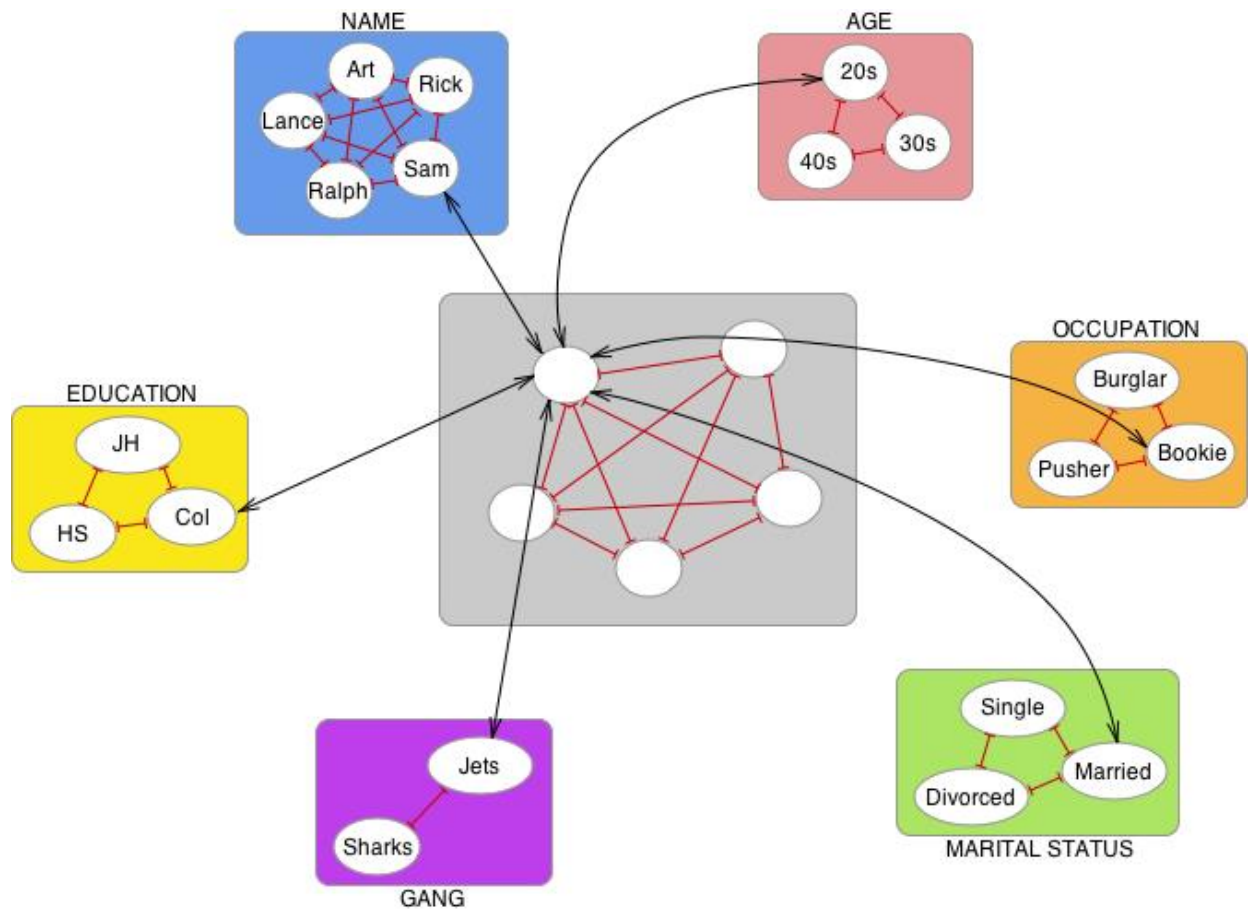 NAME
Art
Rick
Lance
Sam
Ralph
AGE
20s
30s
40s
OCCUPATION
Burglar
Bookie
Pusher
EDUCATION
JH
Col
HS
Single
Married
Divorced
MARITAL STATUS
Jets
Sharks
GANG